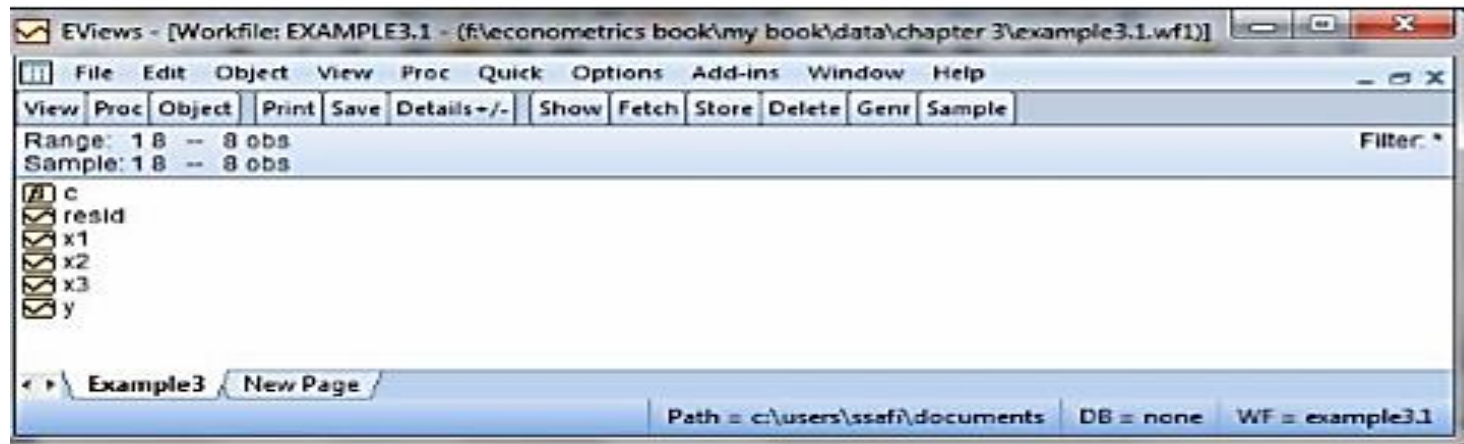 EViews - [Workfile: EXAMPLE3.1 - (f:\econometrics book\my book\data\chapter 3\example3.1.wf1)]
File Edit Object View Proc Quick Options Add-ins Window Help
View Proc Object Print Save Details+/- Show Fetch Store Delete Genr Sample
Range: 1 8 -- 8 obs Filter: *
Sample: 1 8 -- 8 obs
β c
resid
x1
x2
x3
y
Example3 New Page
Path = c:\users\ssafi\documents DB = none WF = example3.1